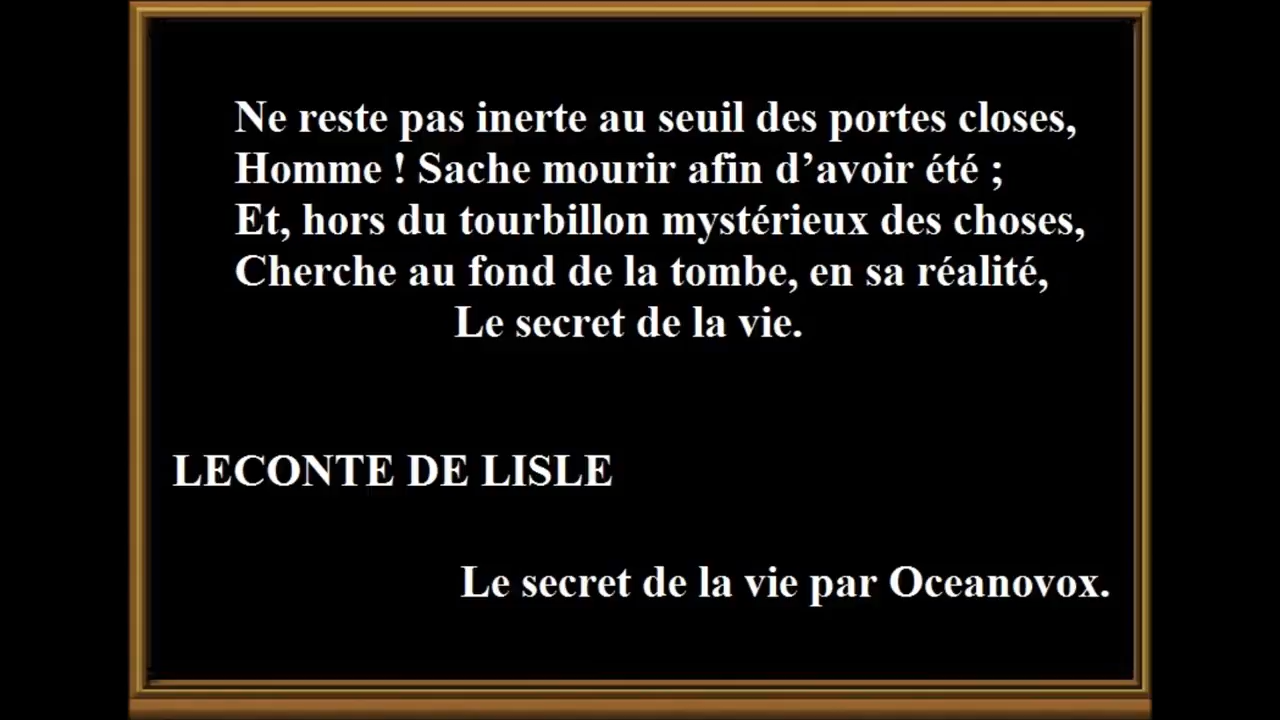 Ne reste pas inerte au seuil des portes closes,
Homme ! Sache mourir afin d’avoir été ;
Et, hors du tourbillon mystérieux des choses,
Cherche au fond de la tombe, en sa réalité,
Le secret de la vie.
LECONTE DE LISLE
Le secret de la vie par Oceanovox.